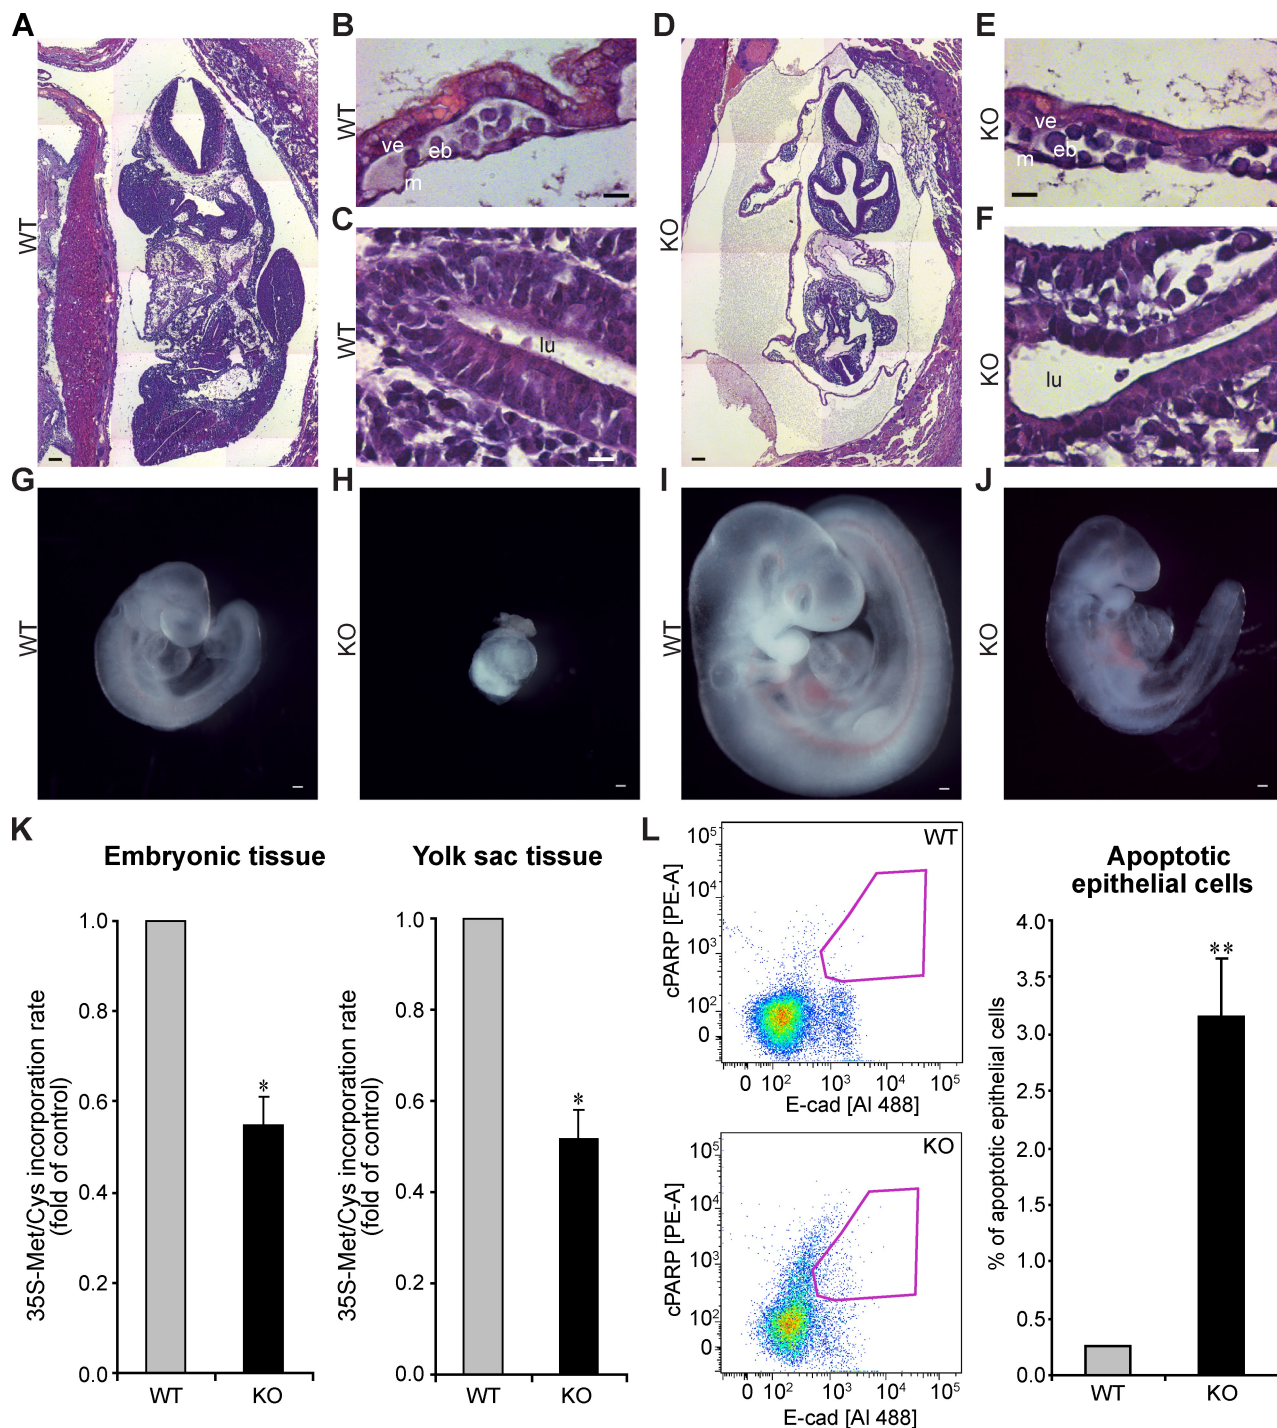 A
WT
B
WT
ve
eb
m
C
WT
lu
D
KO
E
KO
ve
eb
m
F
KO
lu
G
WT
H
KO
I
WT
J
KO
K
Embryonic tissue
35S-Met/Cys incorporation rate
(fold of control)
1.0
0.8
0.6
0.4
0.2
0.0
*
WT KO
Yolk sac tissue
35S-Met/Cys incorporation rate
(fold of control)
1.0
0.8
0.6
0.4
0.2
0.0
*
WT KO
L
WT
cPARP [PE-A]
10⁵
10⁴
10³
10²
0
0 10² 10³ 10⁴ 10⁵
E-cad [Al 488]
KO
cPARP [PE-A]
10⁵
10⁴
10³
10²
0
0 10² 10³ 10⁴ 10⁵
E-cad [Al 488]
Apoptotic
epithelial cells
% of apoptotic epithelial cells
4.0
3.5
3.0
2.5
2.0
1.5
1.0
0.5
0.0
**
WT KO